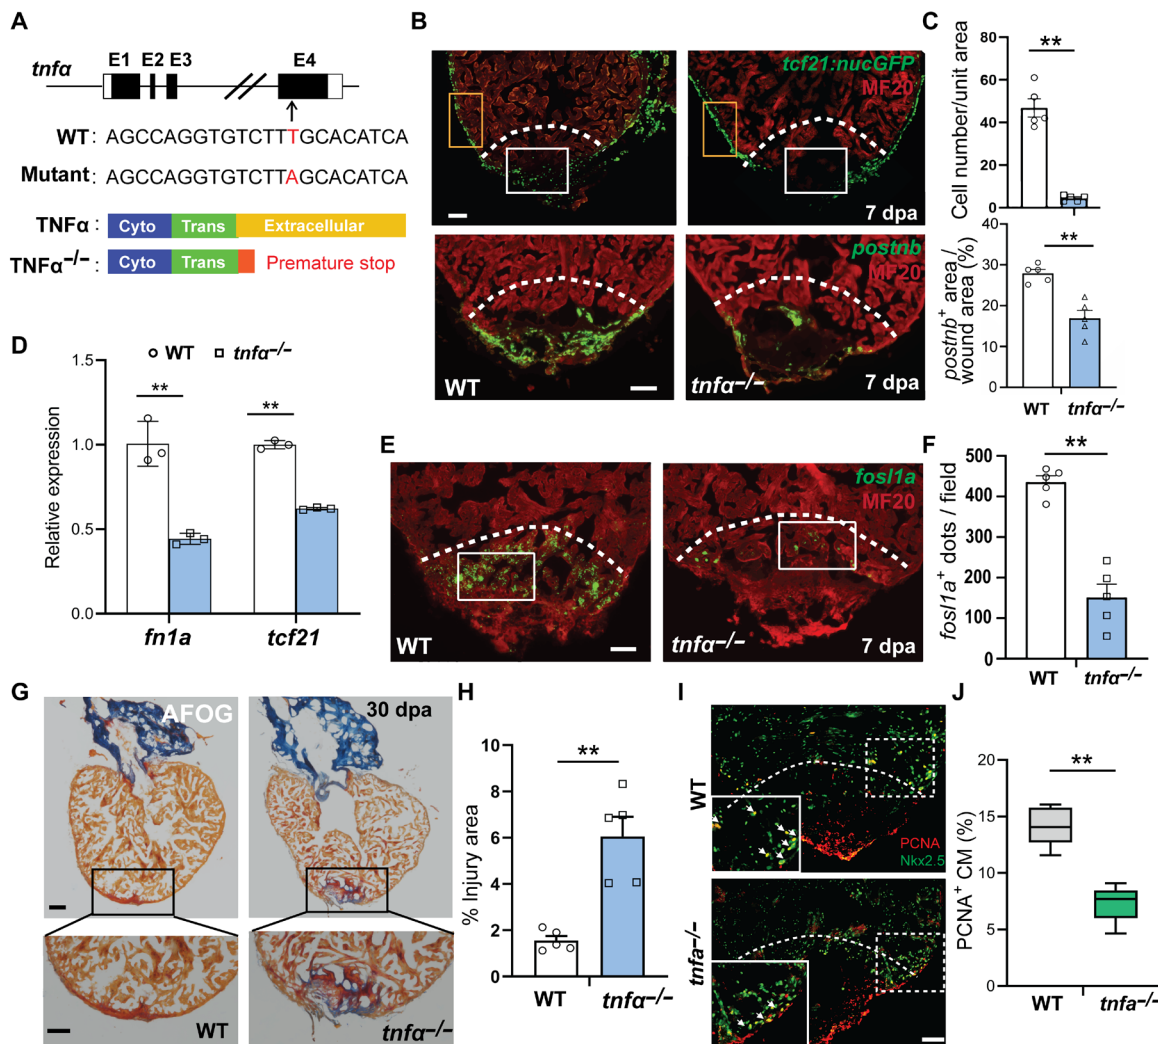 A
E1 E2 E3 E4
tnfα
WT: AGCCAGGTGTCTTTGCACATCA
Mutant: AGCCAGGTGTCTTAGCACATCA
TNFα : Cyto Trans Extracellular
TNFα−/− : Cyto Trans Premature stop
B
tcf21:nucGFP
MF20
7 dpa
postnb
MF20
WT
tnfα−/−
7 dpa
C
Cell number/unit area
80
60
40
20
0
**
postnb+ area/
wound area (%)
40
30
20
10
0
**
WT tnfα−/−
D
WT tnfα−/−
Relative expression
1.5
1.0
0.5
0.0
** **
fn1a tcf21
E
fosl1a
MF20
WT
tnfα−/−
7 dpa
F
fosl1a+ dots / field
500
400
300
200
100
0
**
WT tnfα−/−
G
AFOG
30 dpa
WT
tnfα−/−
H
% Injury area
10
8
6
4
2
0
**
WT tnfα−/−
I
WT
PCNA
Nkx2.5
tnfa−/−
J
PCNA+ CM (%)
20
15
10
5
0
**
WT tnfa−/−